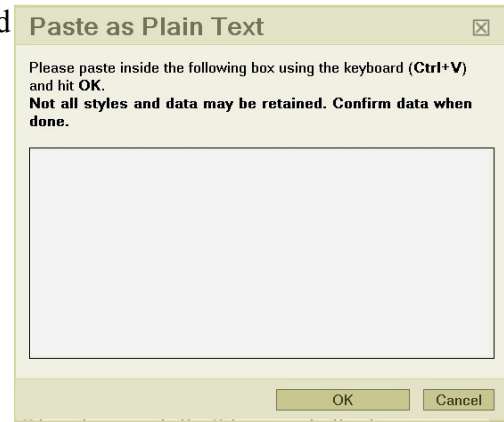 d
Paste as Plain Text
Please paste inside the following box using the keyboard (Ctrl+V)
and hit OK.
Not all styles and data may be retained. Confirm data when
done.
OK Cancel